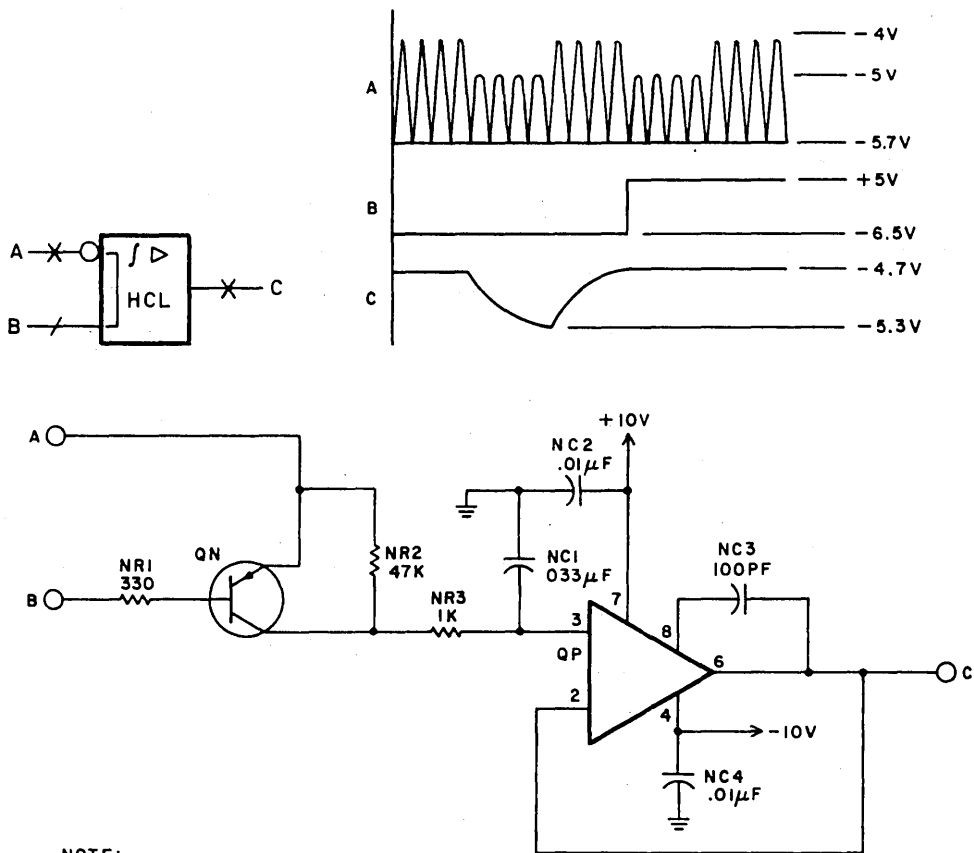 -4V
A
-5V
-5.7V
+5V
B
-6.5V
-4.7V
C
-5.3V
A
∫ ▷
HCL
C
B
+10V
A
NC2
.01μF
NR1
330
QN
NR2
47K
NC1
.033μF
NC3
100PF
B
NR3
1K
7
3
8
QP
6
C
2
4
-10V
NC4
.01μF
NOTE: